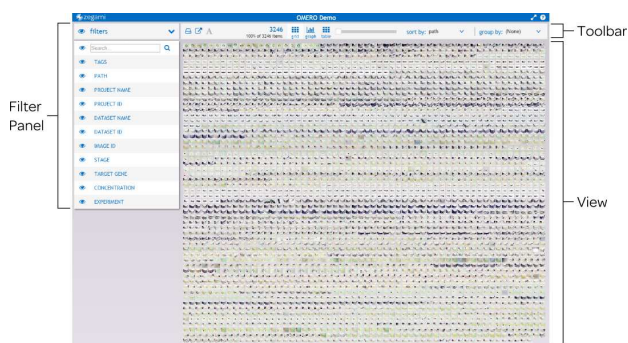 zegami
OMERO Demo
filters
A
3246
100% of 3246 items
grid
graph
table
sort by: path
group by: (None)
Toolbar
Search...
TAGS
PATH
PROJECT NAME
PROJECT ID
DATASET NAME
DATASET ID
IMAGE ID
STAGE
TARGET GENE
CONCENTRATION
EXPERIMENT
Filter
Panel
View